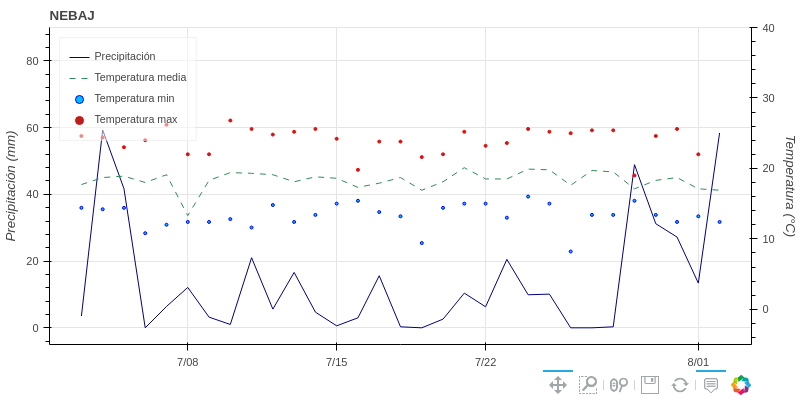 NEBAJ
Precipitación
Temperatura media
Temperatura min
Temperatura max
Precipitación (mm)
80
60
40
20
0
Temperatura (°C)
40
30
20
10
0
7/08
7/15
7/22
8/01